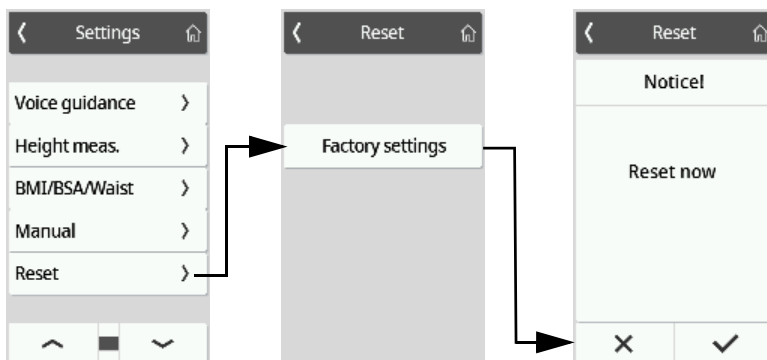 Settings
Voice guidance
Height meas.
BMI/BSA/Waist
Manual
Reset
Reset
Factory settings
Reset
Notice!
Reset now